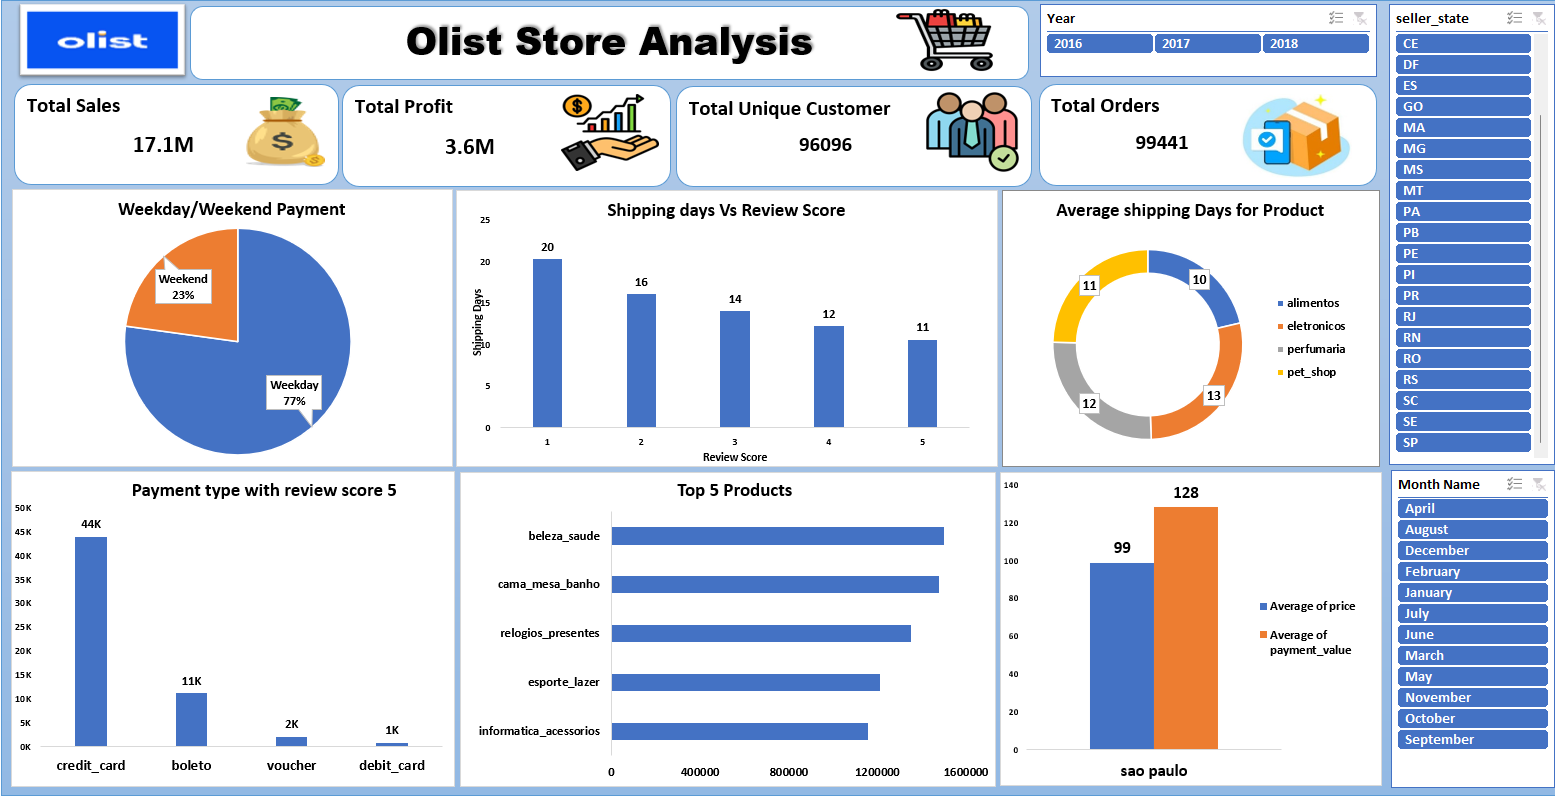 olist
Olist Store Analysis
Year
2016
2017
2018
seller_state
CE
DF
ES
GO
MA
MG
MS
MT
PA
PB
PE
PI
PR
RJ
RN
RO
RS
SC
SE
SP
Total Sales
17.1M
$
Total Profit
3.6M
$
Total Unique Customer
96096
Total Orders
99441
Weekday/Weekend Payment
Weekend
23%
Weekday
77%
Shipping days Vs Review Score
Shipping Days
25
20
15
10
5
0
20
16
14
12
11
1
2
3
4
5
Review Score
Average shipping Days for Product
11
10
12
13
alimentos
eletronicos
perfumaria
pet_shop
Payment type with review score 5
50K
45K
40K
35K
30K
25K
20K
15K
10K
5K
0K
44K
11K
2K
1K
credit_card
boleto
voucher
debit_card
Top 5 Products
beleza_saude
cama_mesa_banho
relogios_presentes
esporte_lazer
informatica_acessorios
0
400000
800000
1200000
1600000
140
120
100
80
60
40
20
0
99
128
sao paulo
Average of price
Average of
payment_value
Month Name
April
August
December
February
January
July
June
March
May
November
October
September